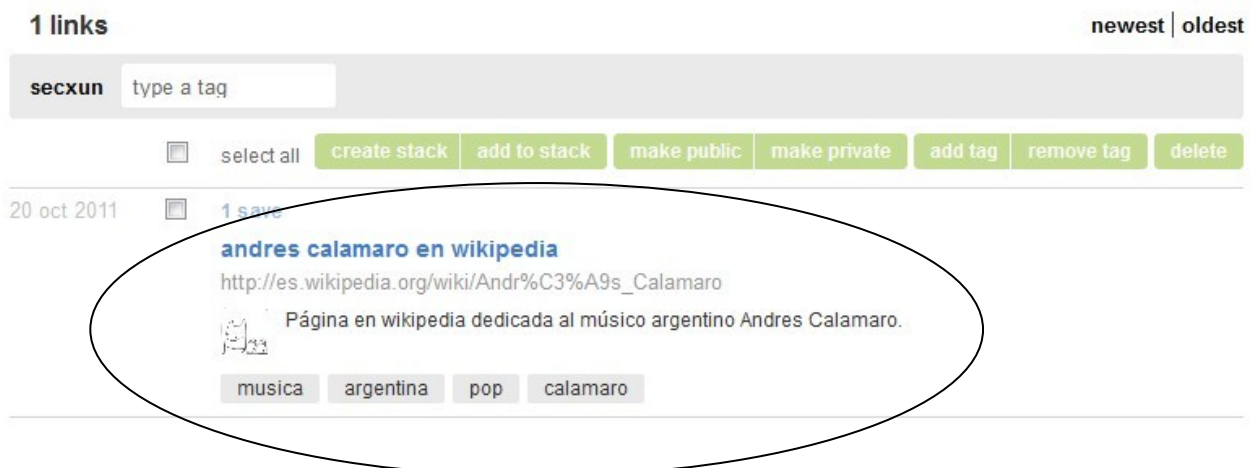 1 links newest | oldest
secxun type a tag
select all create stack add to stack make public make private add tag remove tag delete
20 oct 2011 1 save
andres calamaro en wikipedia
http://es.wikipedia.org/wiki/Andr%C3%A9s_Calamaro
Página en wikipedia dedicada al músico argentino Andres Calamaro.
musica argentina pop calamaro